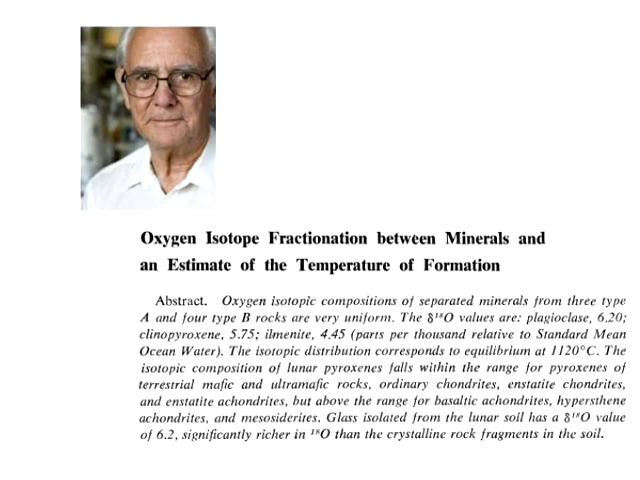 Oxygen Isotope Fractionation between Minerals and
an Estimate of the Temperature of Formation
Abstract. Oxygen isotopic compositions of separated minerals from three type
A and four type B rocks are very uniform. The δ¹⁸O values are: plagioclase, 6.20;
clinopyroxene, 5.75; ilmenite, 4.45 (parts per thousand relative to Standard Mean
Ocean Water). The isotopic distribution corresponds to equilibrium at 1120°C. The
isotopic composition of lunar pyroxenes falls within the range for pyroxenes of
terrestrial mafic and ultramafic rocks, ordinary chondrites, enstatite chondrites,
and enstatite achondrites, but above the range for basaltic achondrites, hypersthene
achondrites, and mesosiderites. Glass isolated from the lunar soil has a δ¹⁸O value
of 6.2, significantly richer in ¹⁸O than the crystalline rock fragments in the soil.